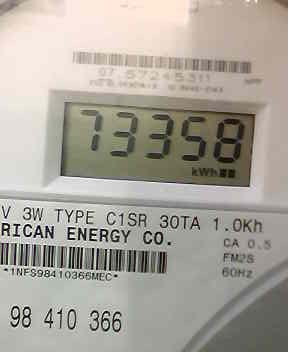 07 57245311
73358
kWh
V 3W TYPE C1SR 30TA 1.0Kh
RICAN ENERGY CO.
CA 0.5
FM2S
60Hz
*1NFS98410366MEC*
98 410 366